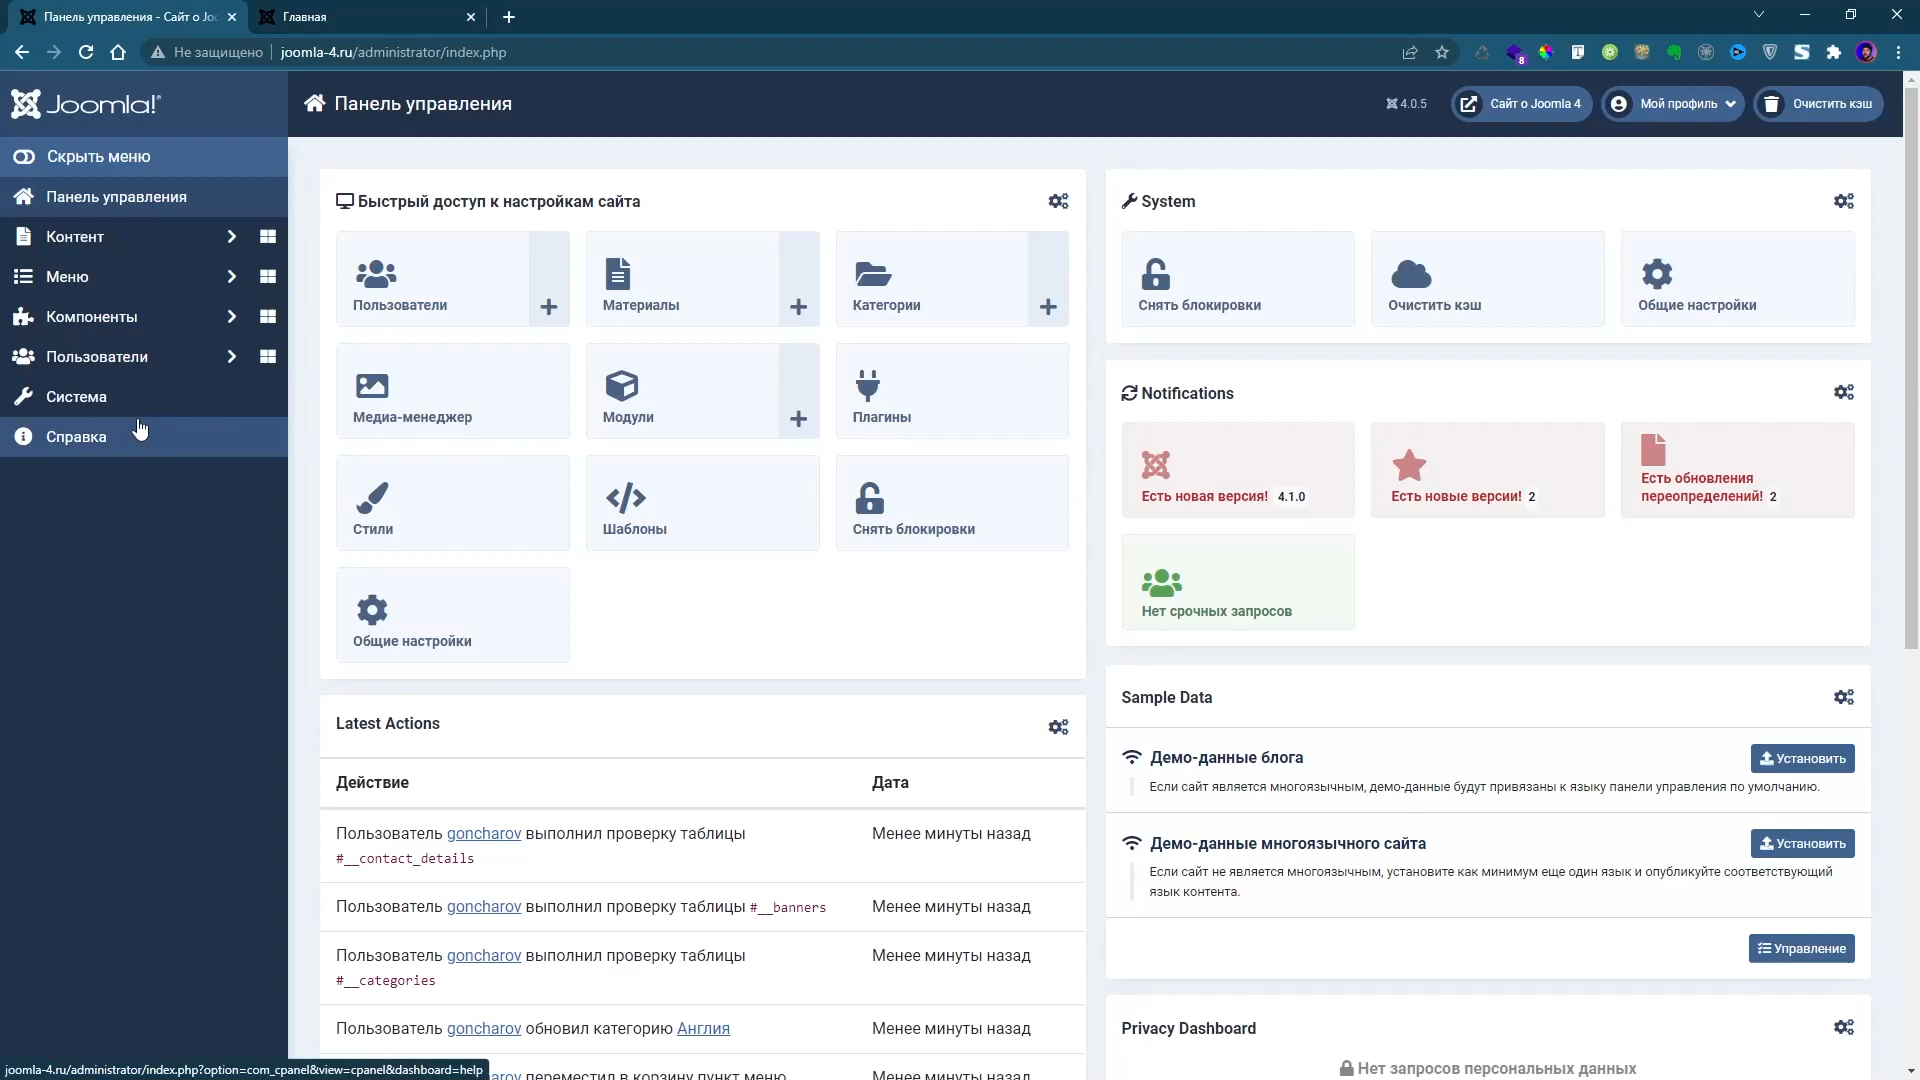 Панель управления - Сайт о Joo
Главная
Не защищено
joomla-4.ru/administrator/index.php
8
Joomla!®
Панель управления
4.0.5
Сайт о Joomla 4
Мой профиль
Очистить кэш
Скрыть меню
Панель управления
Контент
Меню
Компоненты
Пользователи
Система
Справка
Быстрый доступ к настройкам сайта
Пользователи
Материалы
Категории
Медиа-менеджер
Модули
Плагины
Стили
Шаблоны
Снять блокировки
Общие настройки
Latest Actions
Действие
Дата
Пользователь goncharov выполнил проверку таблицы
#__contact_details
Менее минуты назад
Пользователь goncharov выполнил проверку таблицы #__banners
Менее минуты назад
Пользователь goncharov выполнил проверку таблицы
#__categories
Менее минуты назад
Пользователь goncharov обновил категорию Англия
Менее минуты назад
переместил в корзину пункт меню
Менее минуты назад
System
Снять блокировки
Очистить кэш
Общие настройки
Notifications
Есть новая версия! 4.1.0
Есть новые версии! 2
Есть обновления
переопределений! 2
Нет срочных запросов
Sample Data
Демо-данные блога
Установить
Если сайт является многоязычным, демо-данные будут привязаны к языку панели управления по умолчанию.
Демо-данные многоязычного сайта
Установить
Если сайт не является многоязычным, установите как минимум еще один язык и опубликуйте соответствующий
язык контента.
Управление
Privacy Dashboard
Нет запросов персональных данных
joomla-4.ru/administrator/index.php?option=com_cpanel&view=cpanel&dashboard=help